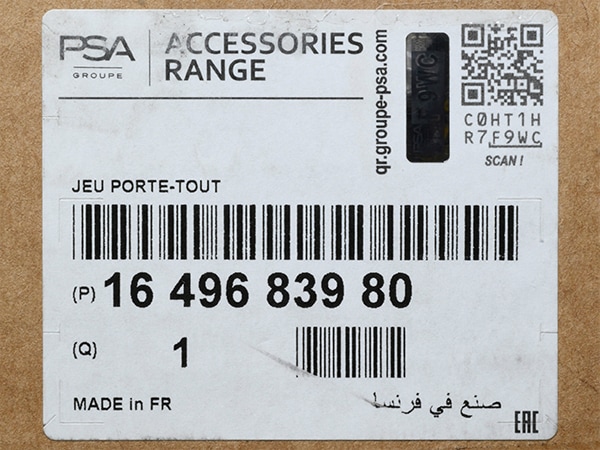 PSA
GROUPE
ACCESSORIES
RANGE
qr.groupe-psa.com
C0HT1H
R7F9WC
SCAN!
JEU PORTE-TOUT
(P) 16 496 839 80
(Q) 1
MADE in FR
صنع في فرنسا
EAC